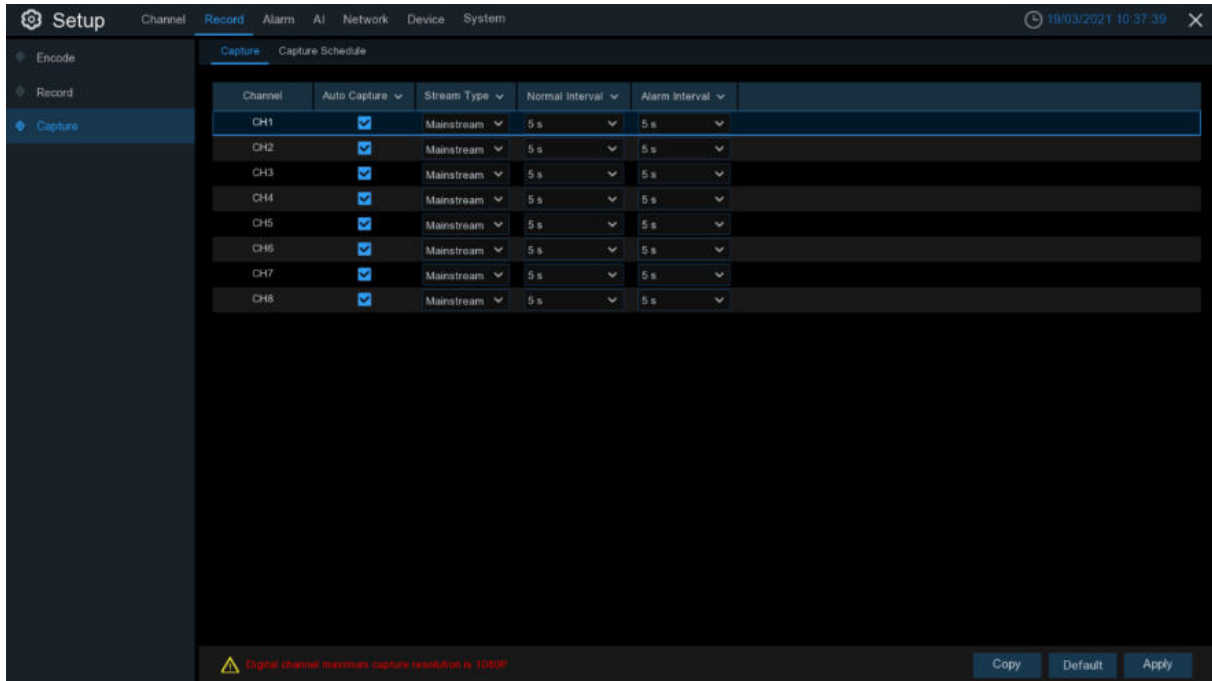 Setup Channel Record Alarm AI Network Device System 19/03/2021 10:37:39
Encode
Record
Capture
Capture Capture Schedule
Channel Auto Capture Stream Type Normal Interval Alarm Interval
CH1 Mainstream 5 s 5 s
CH2 Mainstream 5 s 5 s
CH3 Mainstream 5 s 5 s
CH4 Mainstream 5 s 5 s
CH5 Mainstream 5 s 5 s
CH6 Mainstream 5 s 5 s
CH7 Mainstream 5 s 5 s
CH8 Mainstream 5 s 5 s
Digital channel maximum capture resolution is 1080P
Copy Default Apply